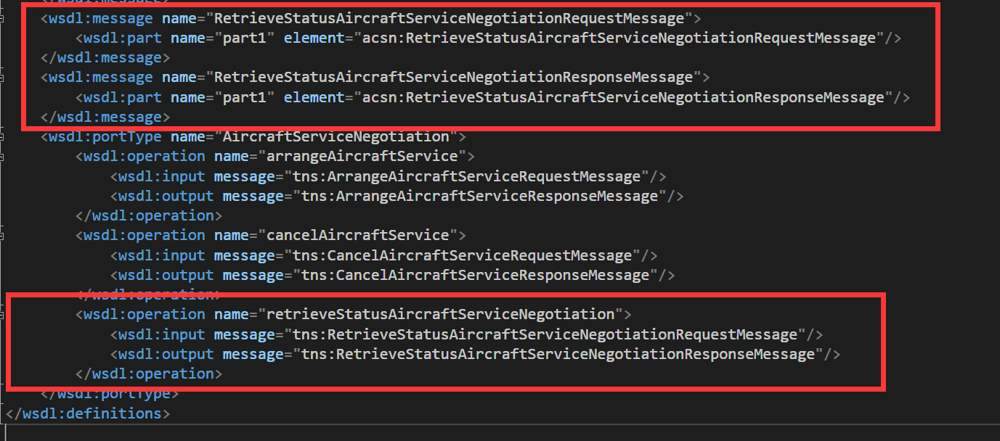 </wsdl:message>
<wsdl:message name="RetrieveStatusAircraftServiceNegotiationRequestMessage">
<wsdl:part name="part1" element="acsn:RetrieveStatusAircraftServiceNegotiationRequestMessage"/>
</wsdl:message>
<wsdl:message name="RetrieveStatusAircraftServiceNegotiationResponseMessage">
<wsdl:part name="part1" element="acsn:RetrieveStatusAircraftServiceNegotiationResponseMessage"/>
</wsdl:message>
<wsdl:portType name="AircraftServiceNegotiation">
<wsdl:operation name="arrangeAircraftService">
<wsdl:input message="tns:ArrangeAircraftServiceRequestMessage"/>
<wsdl:output message="tns:ArrangeAircraftServiceResponseMessage"/>
</wsdl:operation>
<wsdl:operation name="cancelAircraftService">
<wsdl:input message="tns:CancelAircraftServiceRequestMessage"/>
<wsdl:output message="tns:CancelAircraftServiceResponseMessage"/>
</wsdl:operation>
<wsdl:operation name="retrieveStatusAircraftServiceNegotiation">
<wsdl:input message="tns:RetrieveStatusAircraftServiceNegotiationRequestMessage"/>
<wsdl:output message="tns:RetrieveStatusAircraftServiceNegotiationResponseMessage"/>
</wsdl:operation>
</wsdl:portType>
</wsdl:definitions>